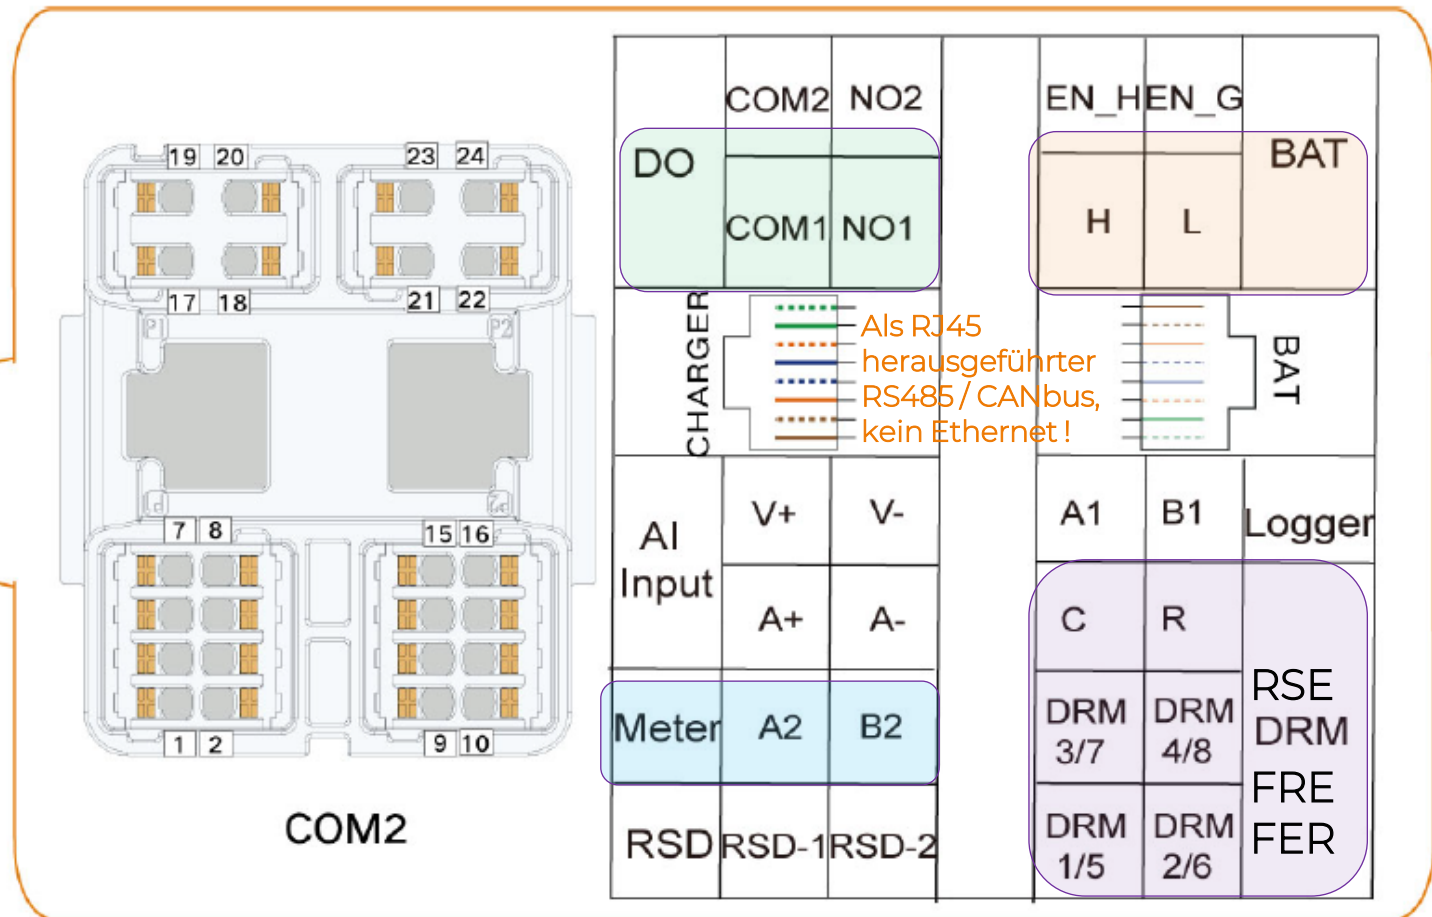 19 20 23 24
17 18 21 22
P1 P2
7 8 15 16
1 2 9 10
COM2
DO COM2 NO2
COM1 NO1
EN_H EN_G BAT
H L
CHARGER
Als RJ45
herausgeführter
RS485 / CANbus,
kein Ethernet !
BAT
AI
Input
V+ V-
A+ A-
A1 B1 Logger
C R
Meter A2 B2
DRM
3/7
DRM
4/8
RSE
DRM
FRE
FER
RSD RSD-1 RSD-2
DRM
1/5
DRM
2/6